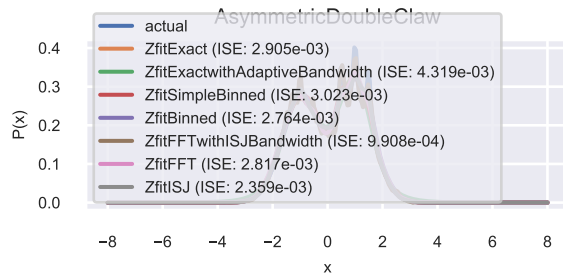 AsymmetricDoubleClaw
actual
ZfitExact (ISE: 2.905e-03)
ZfitExactwithAdaptiveBandwidth (ISE: 4.319e-03)
ZfitSimpleBinned (ISE: 3.023e-03)
ZfitBinned (ISE: 2.764e-03)
ZfitFFTwithISJBandwidth (ISE: 9.908e-04)
ZfitFFT (ISE: 2.817e-03)
ZfitISJ (ISE: 2.359e-03)
P(x)
0.4
0.3
0.2
0.1
0.0
−8 −6 −4 −2 0 2 4 6 8
x